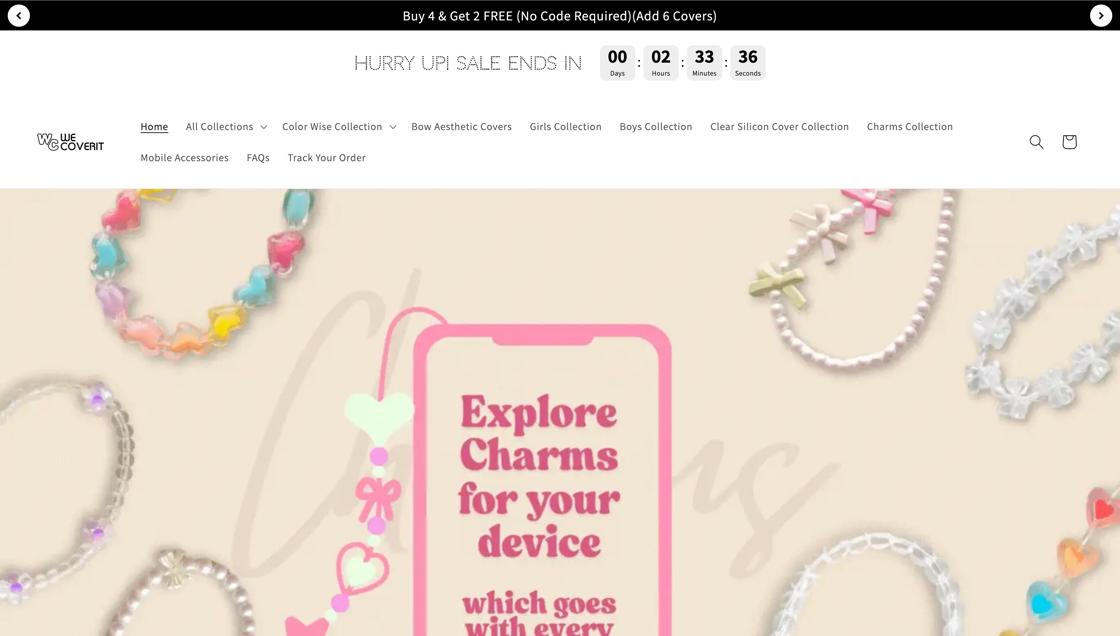 Buy 4 & Get 2 FREE (No Code Required)(Add 6 Covers)
HURRY UP! SALE ENDS IN
00 : 02 : 33 : 36
Days Hours Minutes Seconds
WC WE COVERIT
Home All Collections Color Wise Collection Bow Aesthetic Covers Girls Collection Boys Collection Clear Silicon Cover Collection Charms Collection
Mobile Accessories FAQs Track Your Order
Charms
Explore
Charms
for your
device
which goes
with every